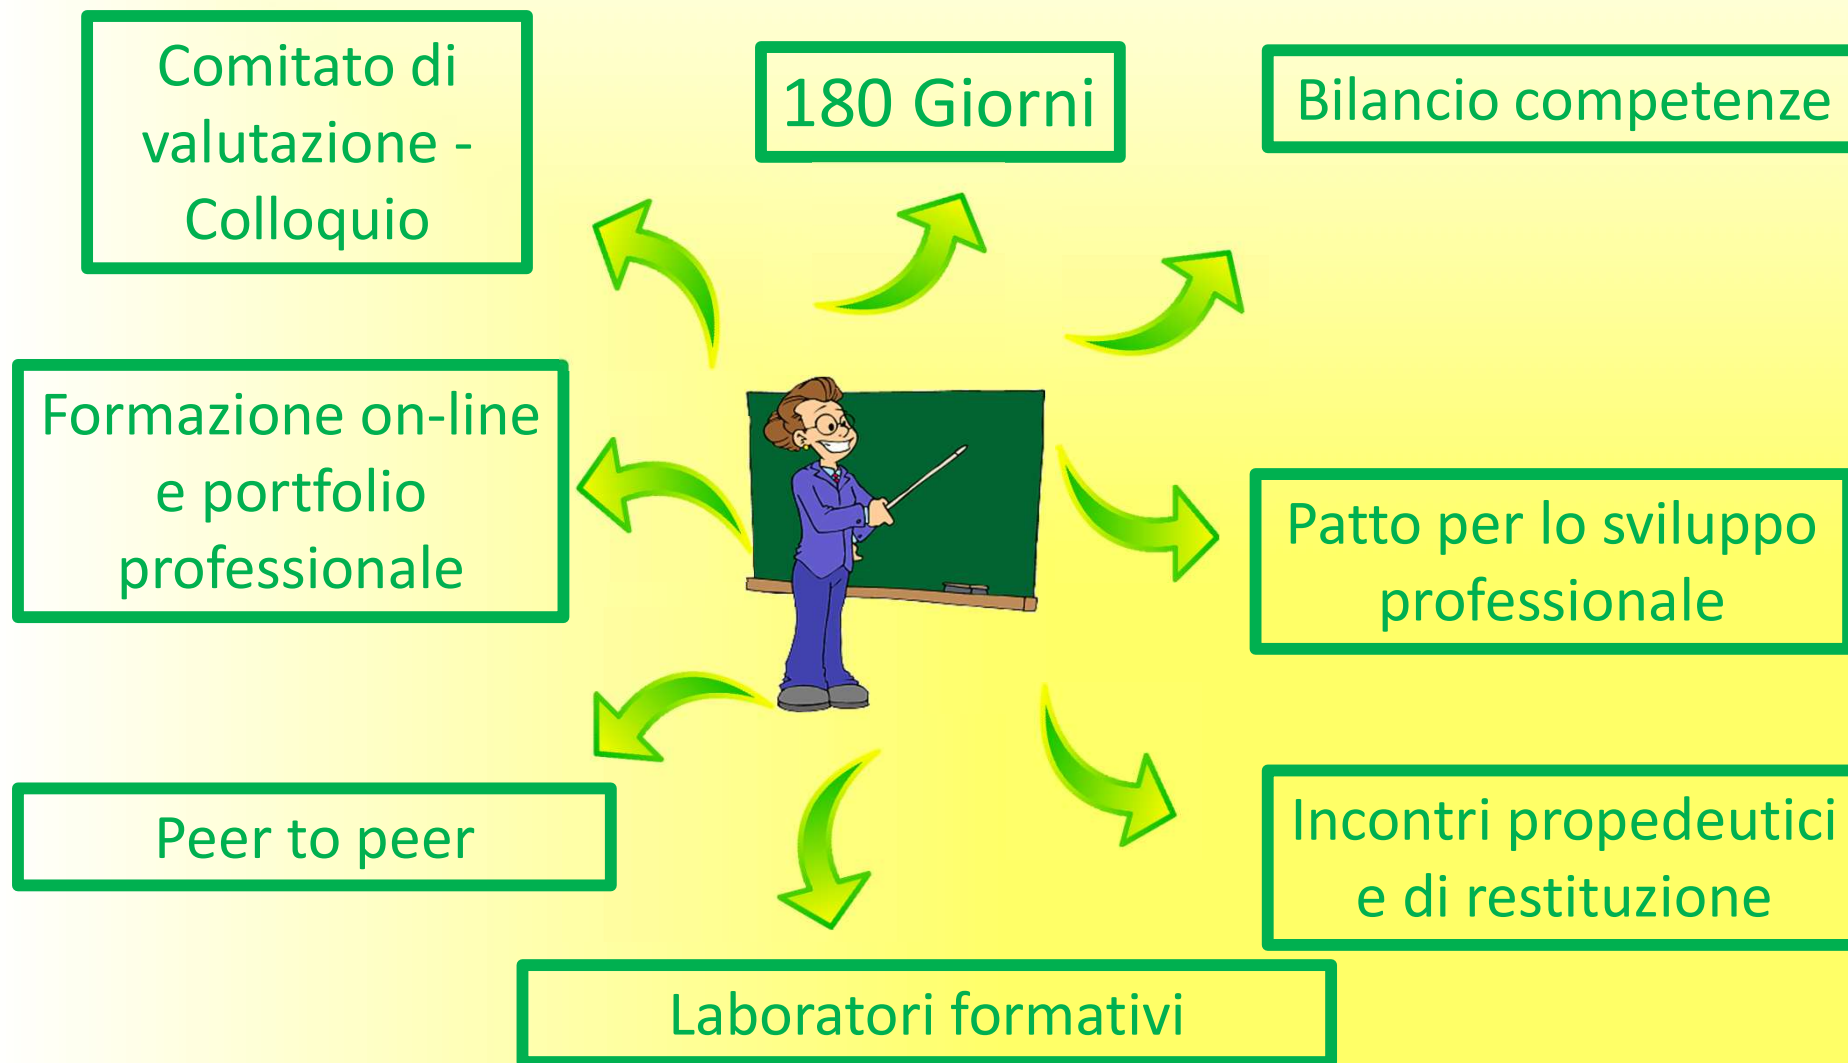 Comitato di
valutazione -
Colloquio
180 Giorni
Bilancio competenze
Formazione on-line
e portfolio
professionale
Patto per lo sviluppo
professionale
Peer to peer
Incontri propedeutici
e di restituzione
Laboratori formativi